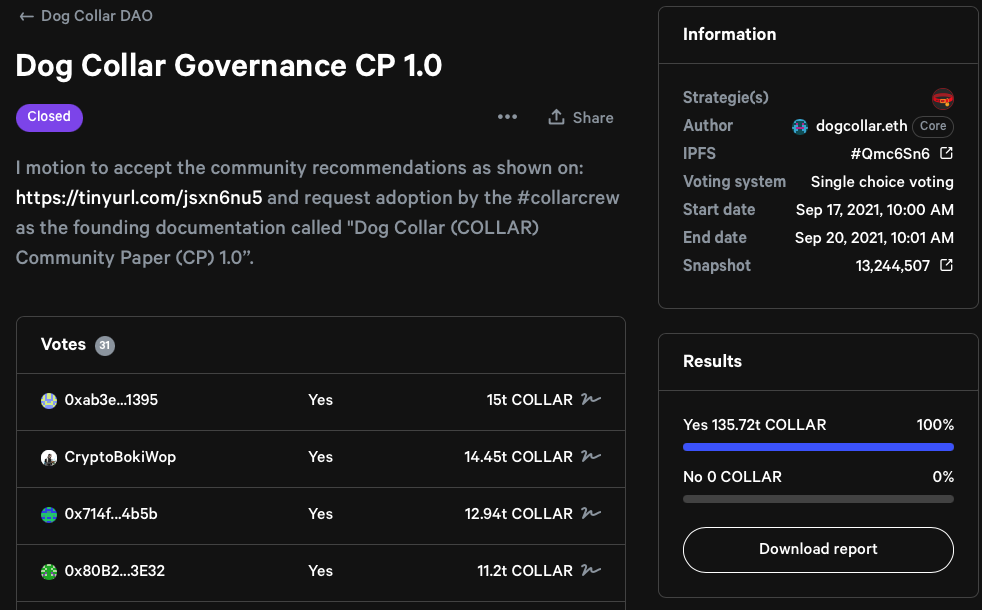 ← Dog Collar DAO
Dog Collar Governance CP 1.0
Closed
Share
I motion to accept the community recommendations as shown on:
https://tinyurl.com/jsxn6nu5 and request adoption by the #collarcrew
as the founding documentation called "Dog Collar (COLLAR)
Community Paper (CP) 1.0”.
Votes 31
0xab3e...1395 Yes 15t COLLAR
CryptoBokiWop Yes 14.45t COLLAR
0x714f...4b5b Yes 12.94t COLLAR
0x80B2...3E32 Yes 11.2t COLLAR
Information
Strategie(s)
Author dogcollar.eth Core
IPFS #Qmc6Sn6
Voting system Single choice voting
Start date Sep 17, 2021, 10:00 AM
End date Sep 20, 2021, 10:01 AM
Snapshot 13,244,507
Results
Yes 135.72t COLLAR 100%
No 0 COLLAR 0%
Download report